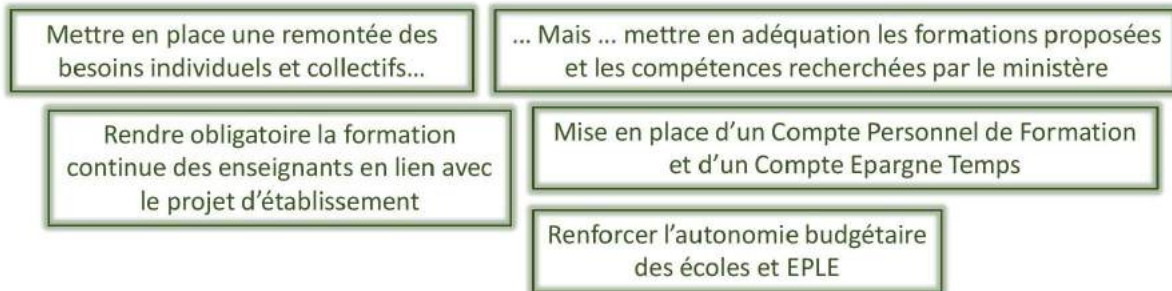 Mettre en place une remontée des
besoins individuels et collectifs…
... Mais ... mettre en adéquation les formations proposées
et les compétences recherchées par le ministère
Rendre obligatoire la formation
continue des enseignants en lien avec
le projet d’établissement
Mise en place d’un Compte Personnel de Formation
et d’un Compte Epargne Temps
Renforcer l’autonomie budgétaire
des écoles et EPLE